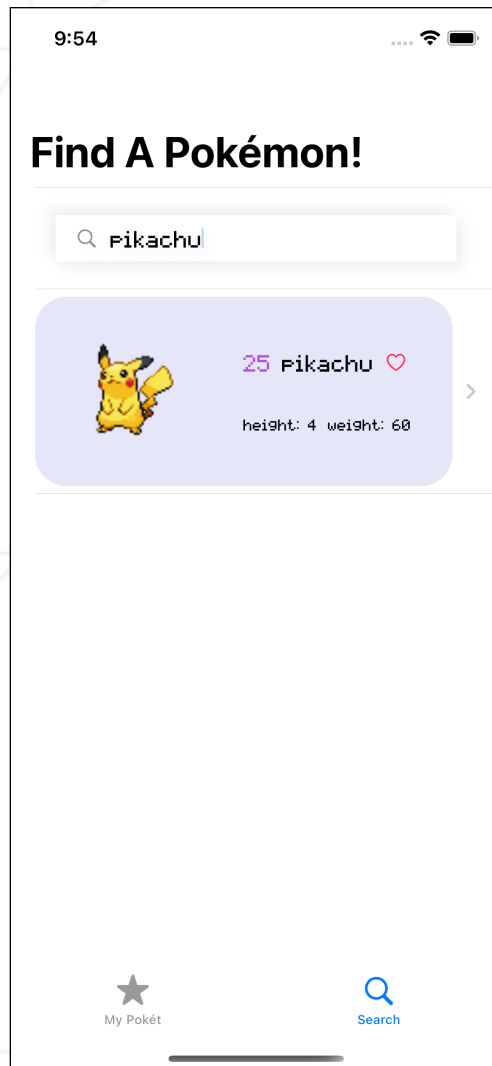 9:54
Find A Pokémon!
pikachu
25 pikachu
height: 4 weight: 60
My Pokét
Search